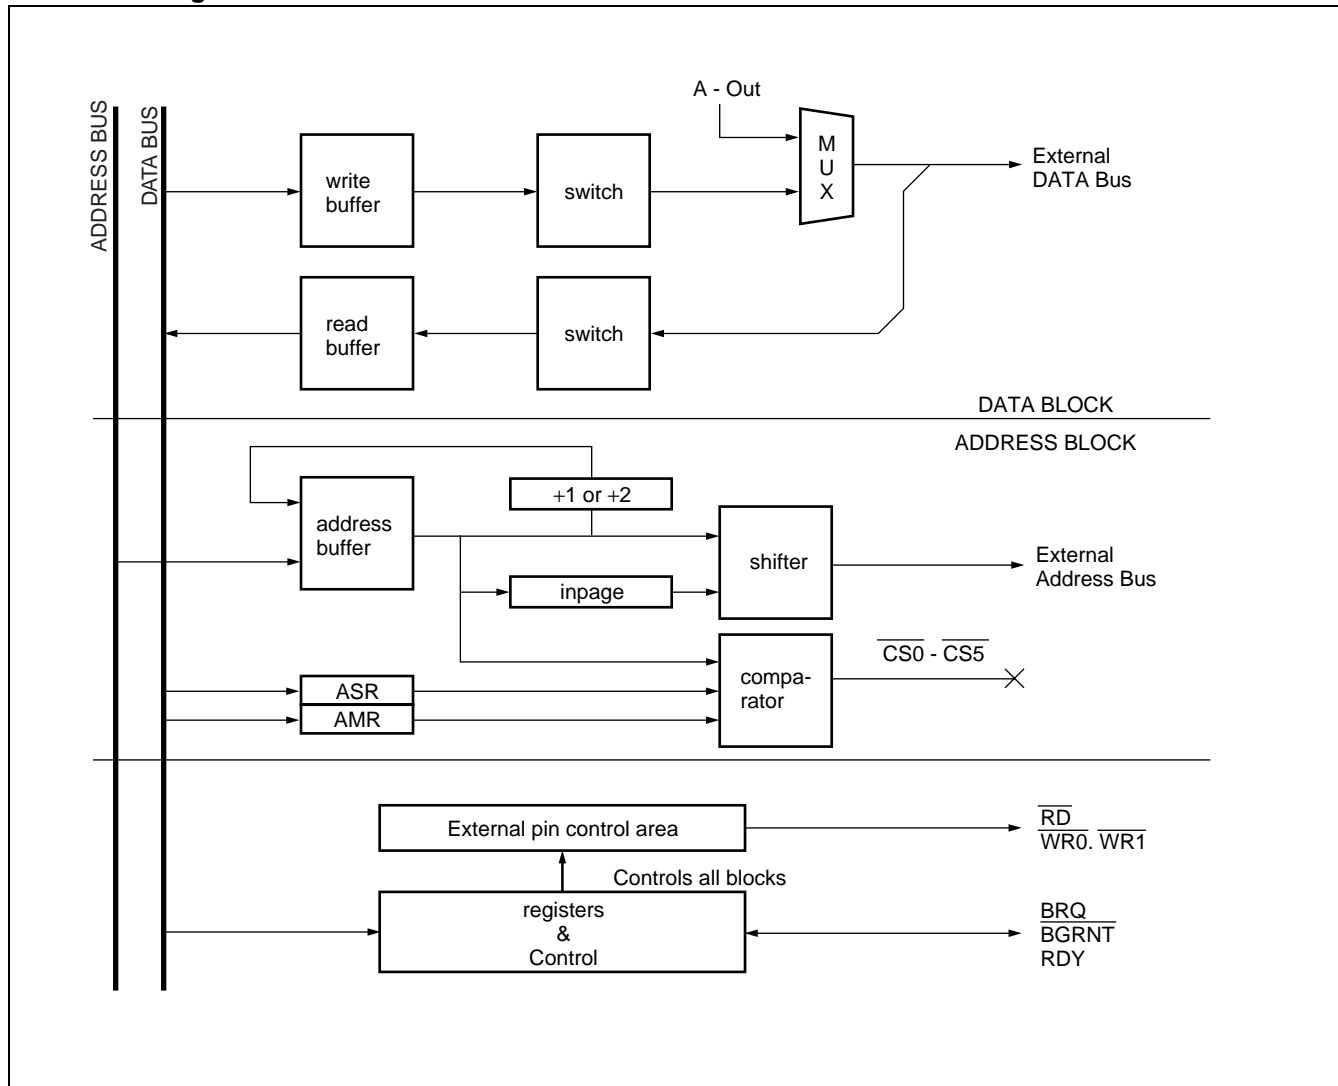 ADDRESS BUS
DATA BUS
A - Out
M
U
X
External
DATA Bus
write
buffer
switch
read
buffer
switch
DATA BLOCK
ADDRESS BLOCK
+1 or +2
address
buffer
shifter
External
Address Bus
inpage
CS0 - CS5
compa-
rator
ASR
AMR
External pin control area
RD
WR0. WR1
Controls all blocks
registers
&
Control
BRQ
BGRNT
RDY